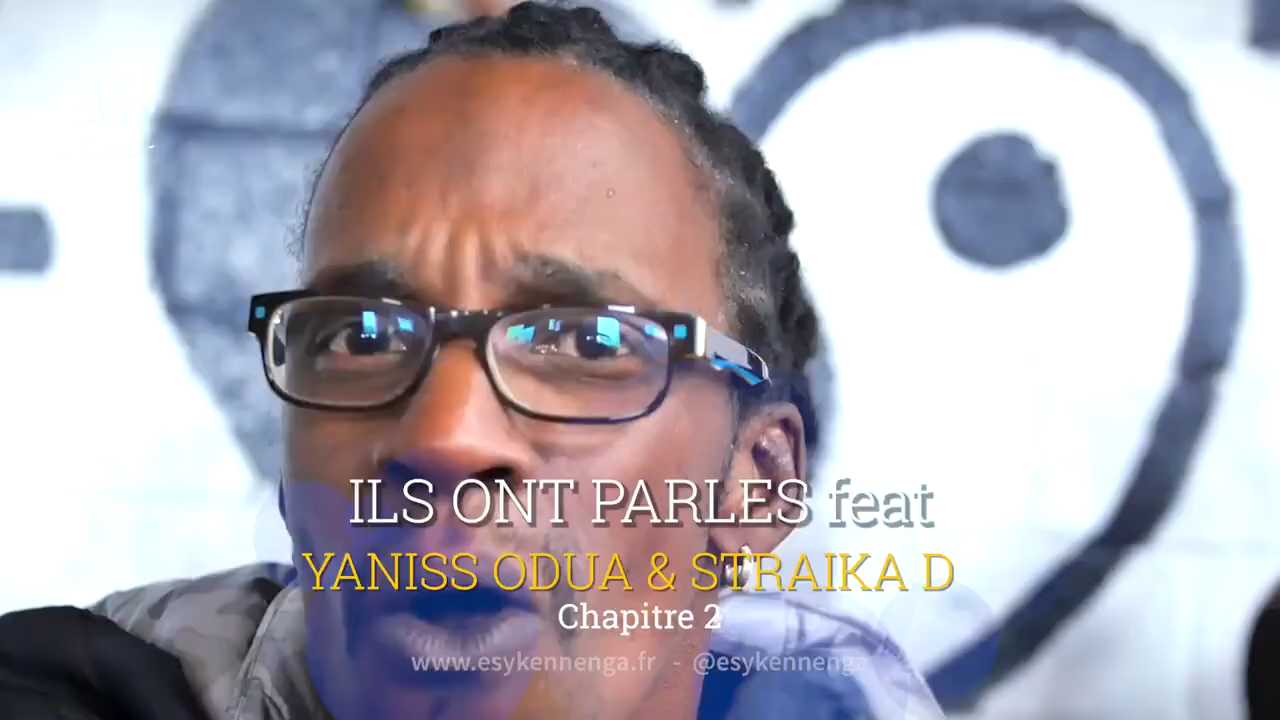 ILS ONT PARLES feat
YANISS ODUA & STRAIKA D
Chapitre 2
www.esykennenga.fr - @esykennenga